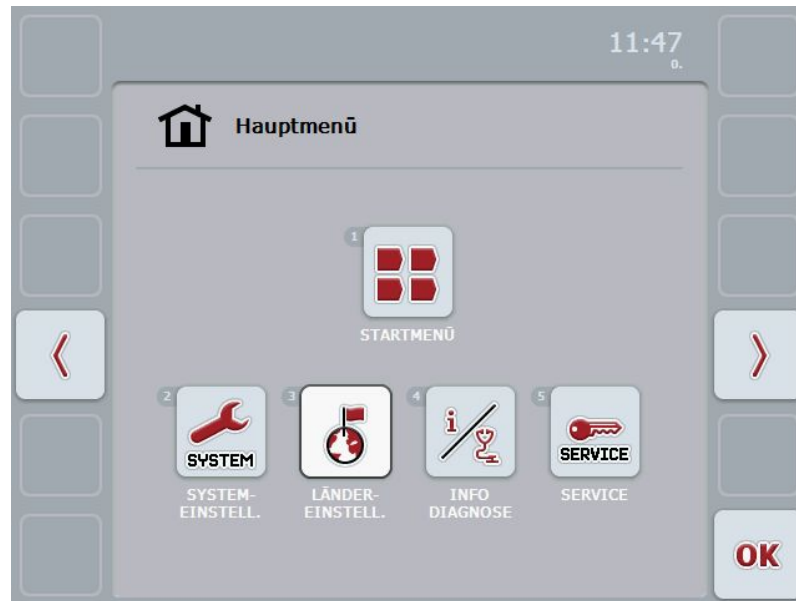 11:47
0.
Hauptmenü
1
STARTMENÜ
2
3
4
5
SYSTEM
i
SERVICE
SYSTEM-
EINSTELL.
LÄNDER-
EINSTELL.
INFO
DIAGNOSE
SERVICE
OK